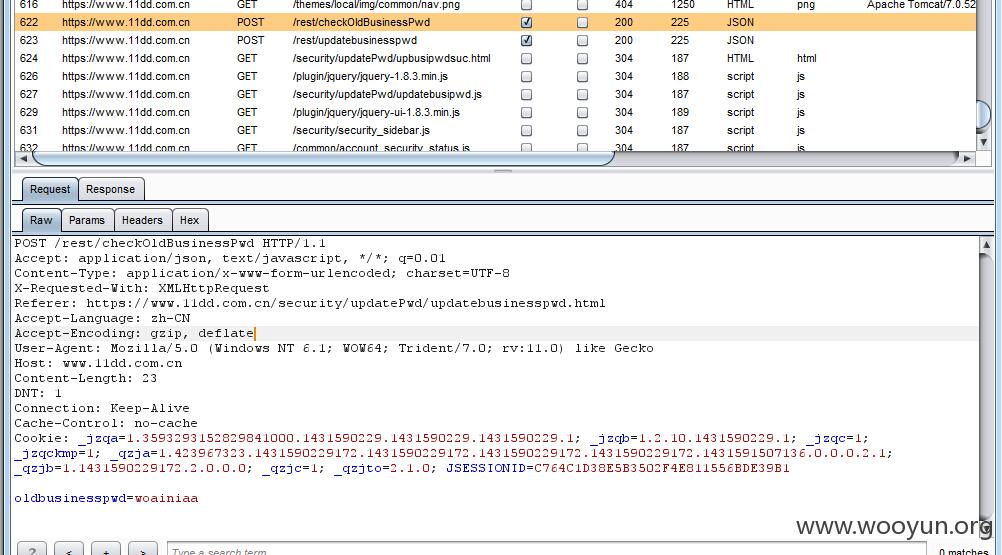 616 https://www.11dd.com.cn GET /themes/local/img/common/nav.png 404 1250 HTML png Apache Tomcat/7.0.52
622 https://www.11dd.com.cn POST /rest/checkOldBusinessPwd 200 225 JSON
623 https://www.11dd.com.cn POST /rest/updatebusinesspwd 200 225 JSON
624 https://www.11dd.com.cn GET /security/updatePwd/upbusipwdsuc.html 304 187 HTML html
626 https://www.11dd.com.cn GET /plugin/jquery/jquery-1.8.3.min.js 304 188 script js
627 https://www.11dd.com.cn GET /security/updatePwd/updatebusipwd.js 304 187 script js
629 https://www.11dd.com.cn GET /plugin/jquery/jquery-ui-1.8.3.min.js 304 189 script js
631 https://www.11dd.com.cn GET /security/security_sidebar.js 304 187 script js
632 https://www.11dd.com.cn GET /common/account_security_status.js 304 187 script js
Request Response
Raw Params Headers Hex
POST /rest/checkOldBusinessPwd HTTP/1.1
Accept: application/json, text/javascript, */*; q=0.01
Content-Type: application/x-www-form-urlencoded; charset=UTF-8
X-Requested-With: XMLHttpRequest
Referer: https://www.11dd.com.cn/security/updatePwd/updatebusinesspwd.html
Accept-Language: zh-CN
Accept-Encoding: gzip, deflate
User-Agent: Mozilla/5.0 (Windows NT 6.1; WOW64; Trident/7.0; rv:11.0) like Gecko
Host: www.11dd.com.cn
Content-Length: 23
DNT: 1
Connection: Keep-Alive
Cache-Control: no-cache
Cookie: _jzqa=1.3593293152829841000.1431590229.1431590229.1431590229.1; _jzqb=1.2.10.1431590229.1; _jzqc=1;
_jzqckmp=1; _qzja=1.423967323.1431590229172.1431590229172.1431590229172.1431590229172.1431591507136.0.0.0.2.1;
_qzjb=1.1431590229172.2.0.0.0; _qzjc=1; _qzjto=2.1.0; JSESSIONID=C764C1D38E5B3502F4E811556BDE39B1
oldbusinesspwd=woainiaa
www.wooyun.org
? < + > Type a search term 0 matches